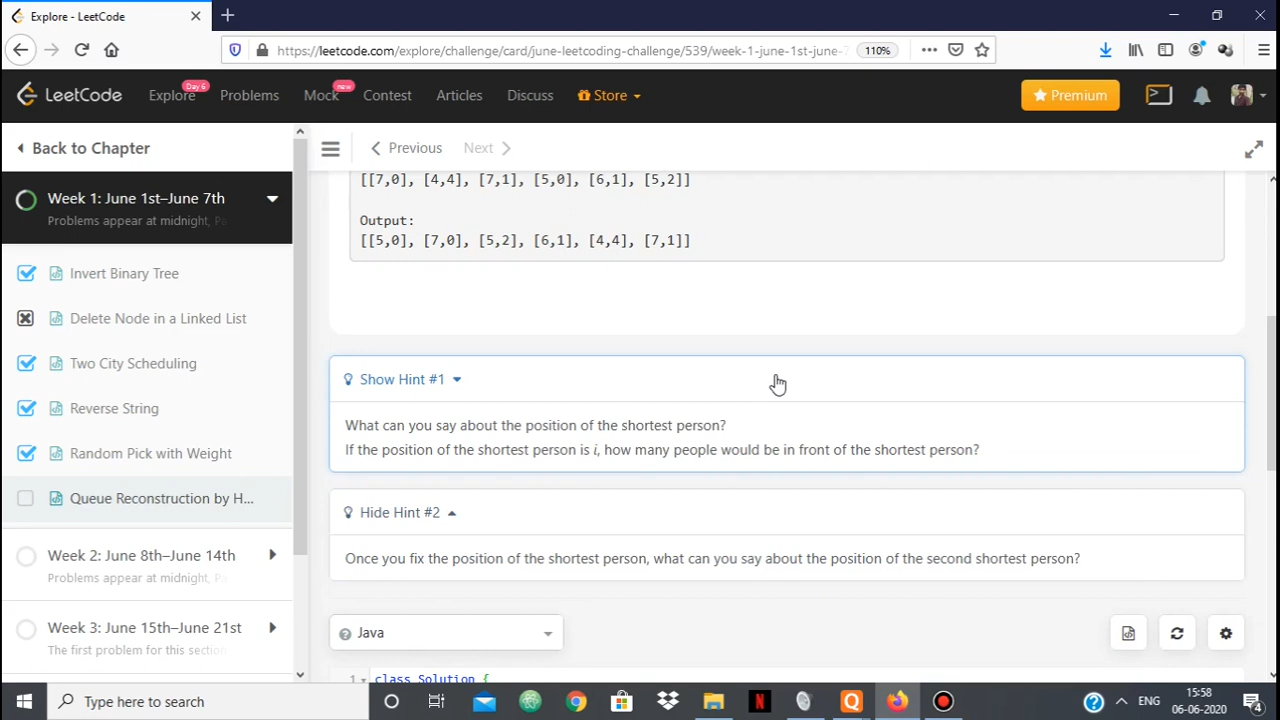 Explore - LeetCode
https://leetcode.com/explore/challenge/card/june-leetcoding-challenge/539/week-1-june-1st-june-7
110%
LeetCode
Explore
Day 6
Problems
Mock
new
Contest
Articles
Discuss
Store
Premium
Back to Chapter
Previous
Next
Week 1: June 1st–June 7th
Problems appear at midnight,
Invert Binary Tree
Delete Node in a Linked List
Two City Scheduling
Reverse String
Random Pick with Weight
Queue Reconstruction by H...
Week 2: June 8th–June 14th
Problems appear at midnight,
Week 3: June 15th–June 21st
The first problem for this section
[[7,0], [4,4], [7,1], [5,0], [6,1], [5,2]]
Output:
[[5,0], [7,0], [5,2], [6,1], [4,4], [7,1]]
Show Hint #1
What can you say about the position of the shortest person?
If the position of the shortest person is i, how many people would be in front of the shortest person?
Hide Hint #2
Once you fix the position of the shortest person, what can you say about the position of the second shortest person?
Java
1 class Solution {
Type here to search
ENG
15:58
06-06-2020
4